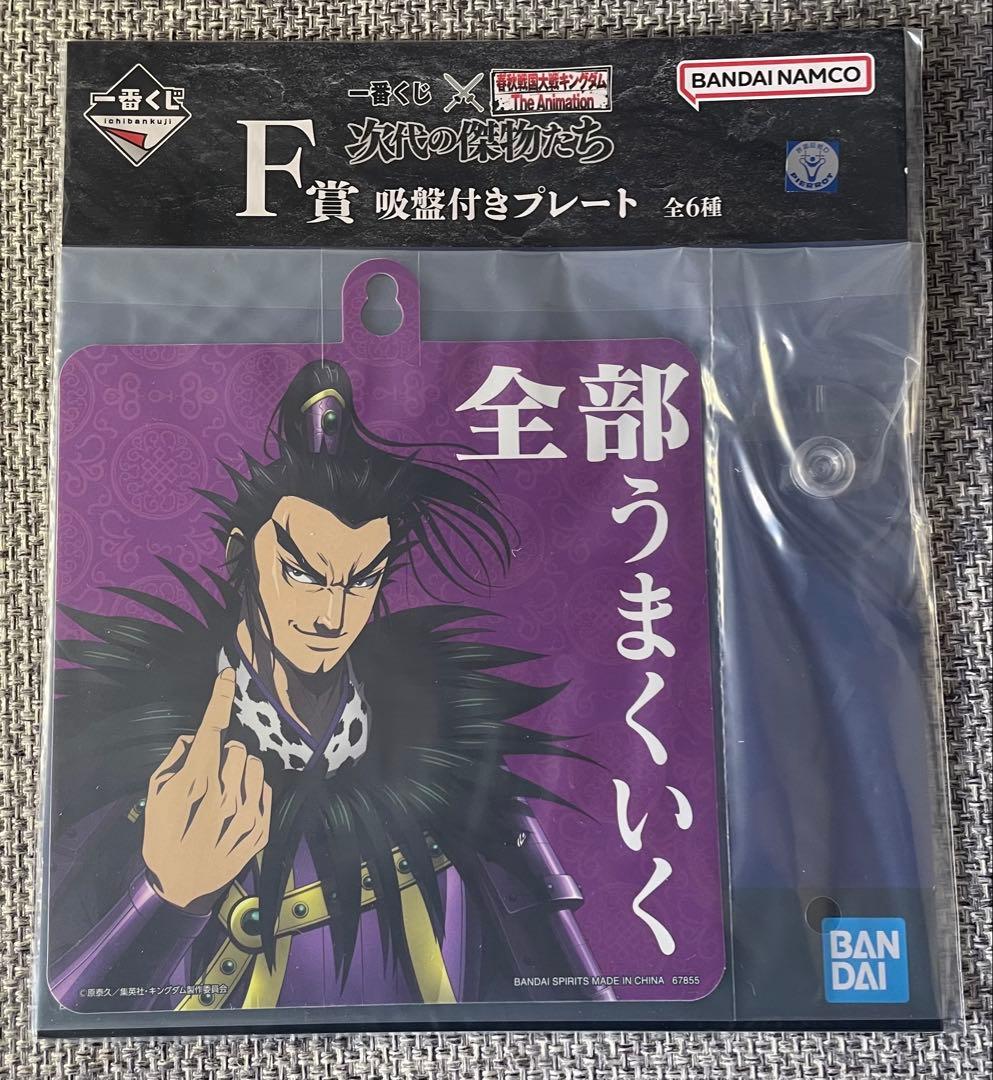 一番くじ
ichibankuji
一番くじ
春秋戦国大戦キングダム
The Animation
次代の傑物たち
BANDAI NAMCO
PIERROT
F賞 吸盤付きプレート 全6種
全部
うまくいく
©原泰久/集英社・キングダム製作委員会
BANDAI SPIRITS MADE IN CHINA 67855
BAN
DAI